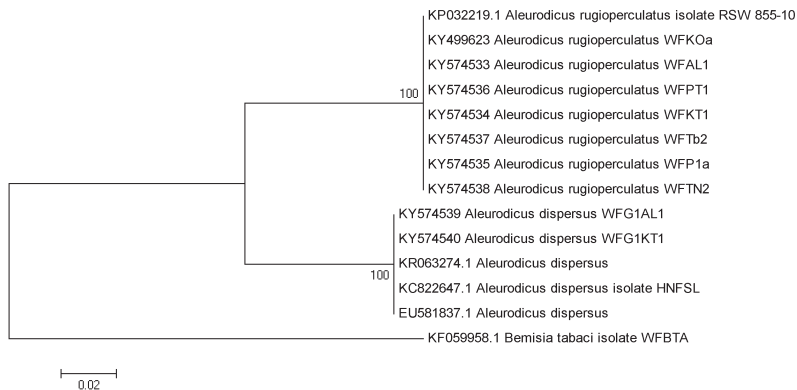 KP032219.1 Aleurodicus rugioperculatus isolate RSW 855-10
KY499623 Aleurodicus rugioperculatus WFKOa
KY574533 Aleurodicus rugioperculatus WFAL1
KY574536 Aleurodicus rugioperculatus WFPT1
100
KY574534 Aleurodicus rugioperculatus WFKT1
KY574537 Aleurodicus rugioperculatus WFTb2
KY574535 Aleurodicus rugioperculatus WFP1a
KY574538 Aleurodicus rugioperculatus WFTN2
KY574539 Aleurodicus dispersus WFG1AL1
KY574540 Aleurodicus dispersus WFG1KT1
KR063274.1 Aleurodicus dispersus
100
KC822647.1 Aleurodicus dispersus isolate HNFSL
EU581837.1 Aleurodicus dispersus
KF059958.1 Bemisia tabaci isolate WFBTA
0.02